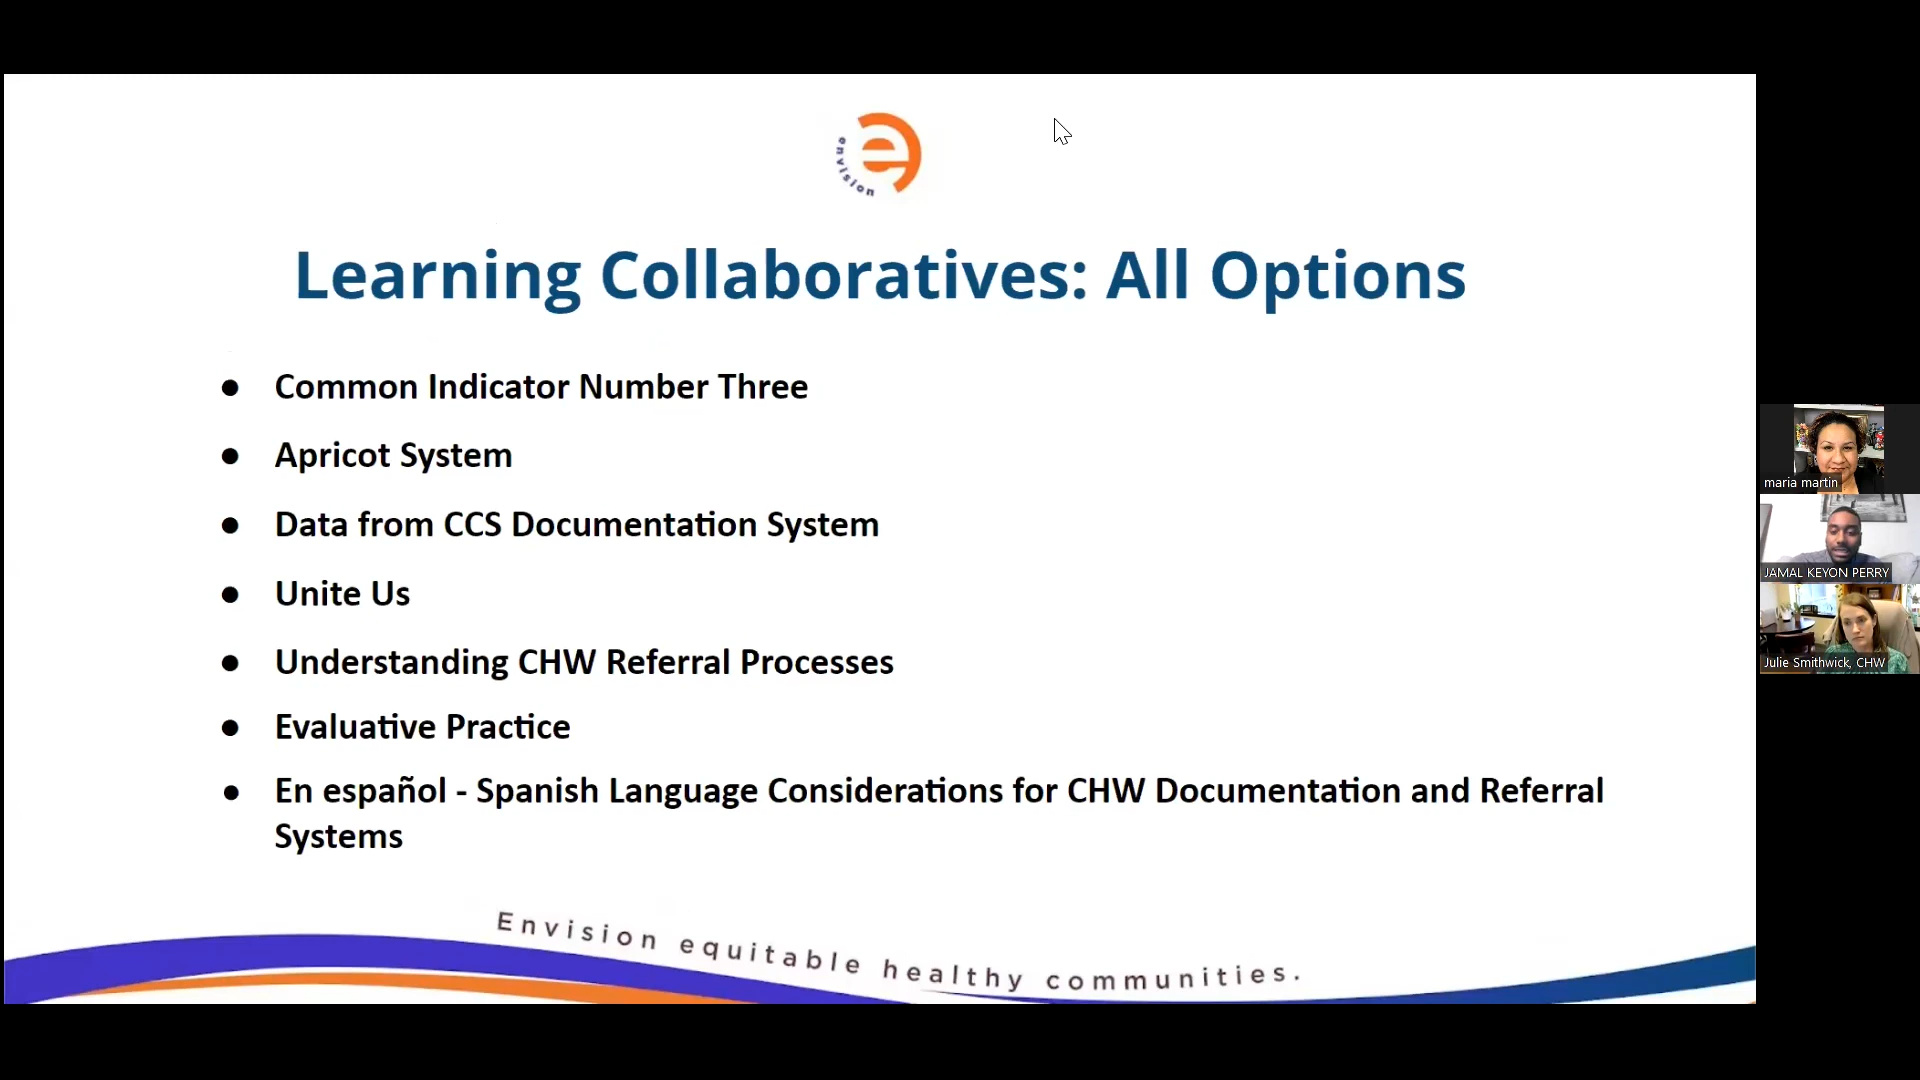 envision
Learning Collaboratives: All Options
● Common Indicator Number Three
● Apricot System
● Data from CCS Documentation System
● Unite Us
● Understanding CHW Referral Processes
● Evaluative Practice
● En español - Spanish Language Considerations for CHW Documentation and Referral
Systems
Envision equitable healthy communities.
maria martin
JAMAL KEYON PERRY
Julie Smithwick, CHW